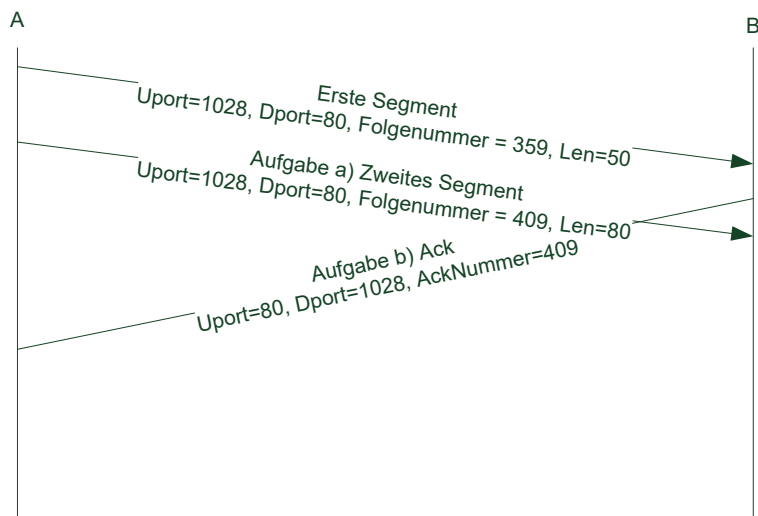 A
B
Erste Segment
Uport=1028, Dport=80, Folgenummer = 359, Len=50
Aufgabe a) Zweites Segment
Uport=1028, Dport=80, Folgenummer = 409, Len=80
Aufgabe b) Ack
Uport=80, Dport=1028, AckNummer=409